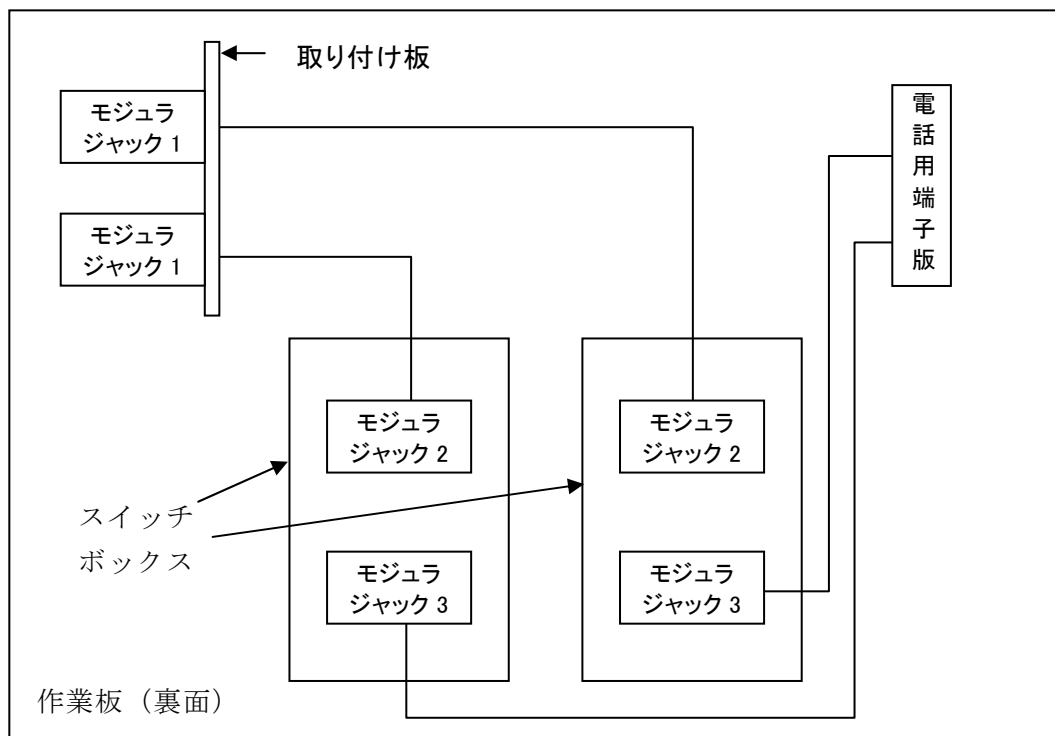 取り付け板
モジュラ
ジャック 1
モジュラ
ジャック 1
電
話
用
端
子
版
モジュラ
ジャック 2
モジュラ
ジャック 2
スイッチ
ボックス
モジュラ
ジャック 3
モジュラ
ジャック 3
作業板（裏面）